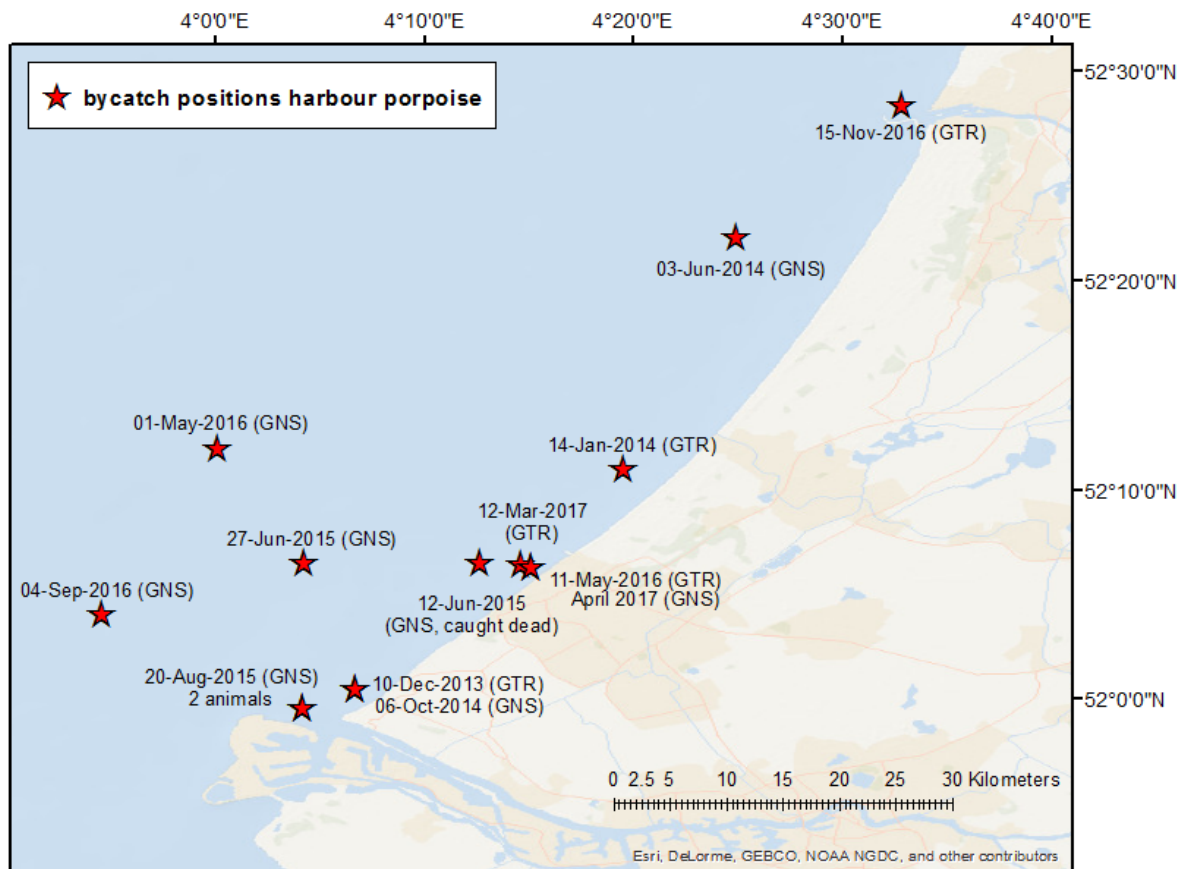 4°0'0"E
4°10'0"E
4°20'0"E
4°30'0"E
4°40'0"E
bycatch positions harbour porpoise
52°30'0"N
15-Nov-2016 (GTR)
03-Jun-2014 (GNS)
52°20'0"N
01-May-2016 (GNS)
14-Jan-2014 (GTR)
52°10'0"N
12-Mar-2017
(GTR)
27-Jun-2015 (GNS)
11-May-2016 (GTR)
April 2017 (GNS)
04-Sep-2016 (GNS)
12-Jun-2015
(GNS, caught dead)
20-Aug-2015 (GNS)
2 animals
10-Dec-2013 (GTR)
06-Oct-2014 (GNS)
52°0'0"N
0 2.5 5 10 15 20 25 30 Kilometers
Esri, DeLorme, GEBCO, NOAA NGDC, and other contributors